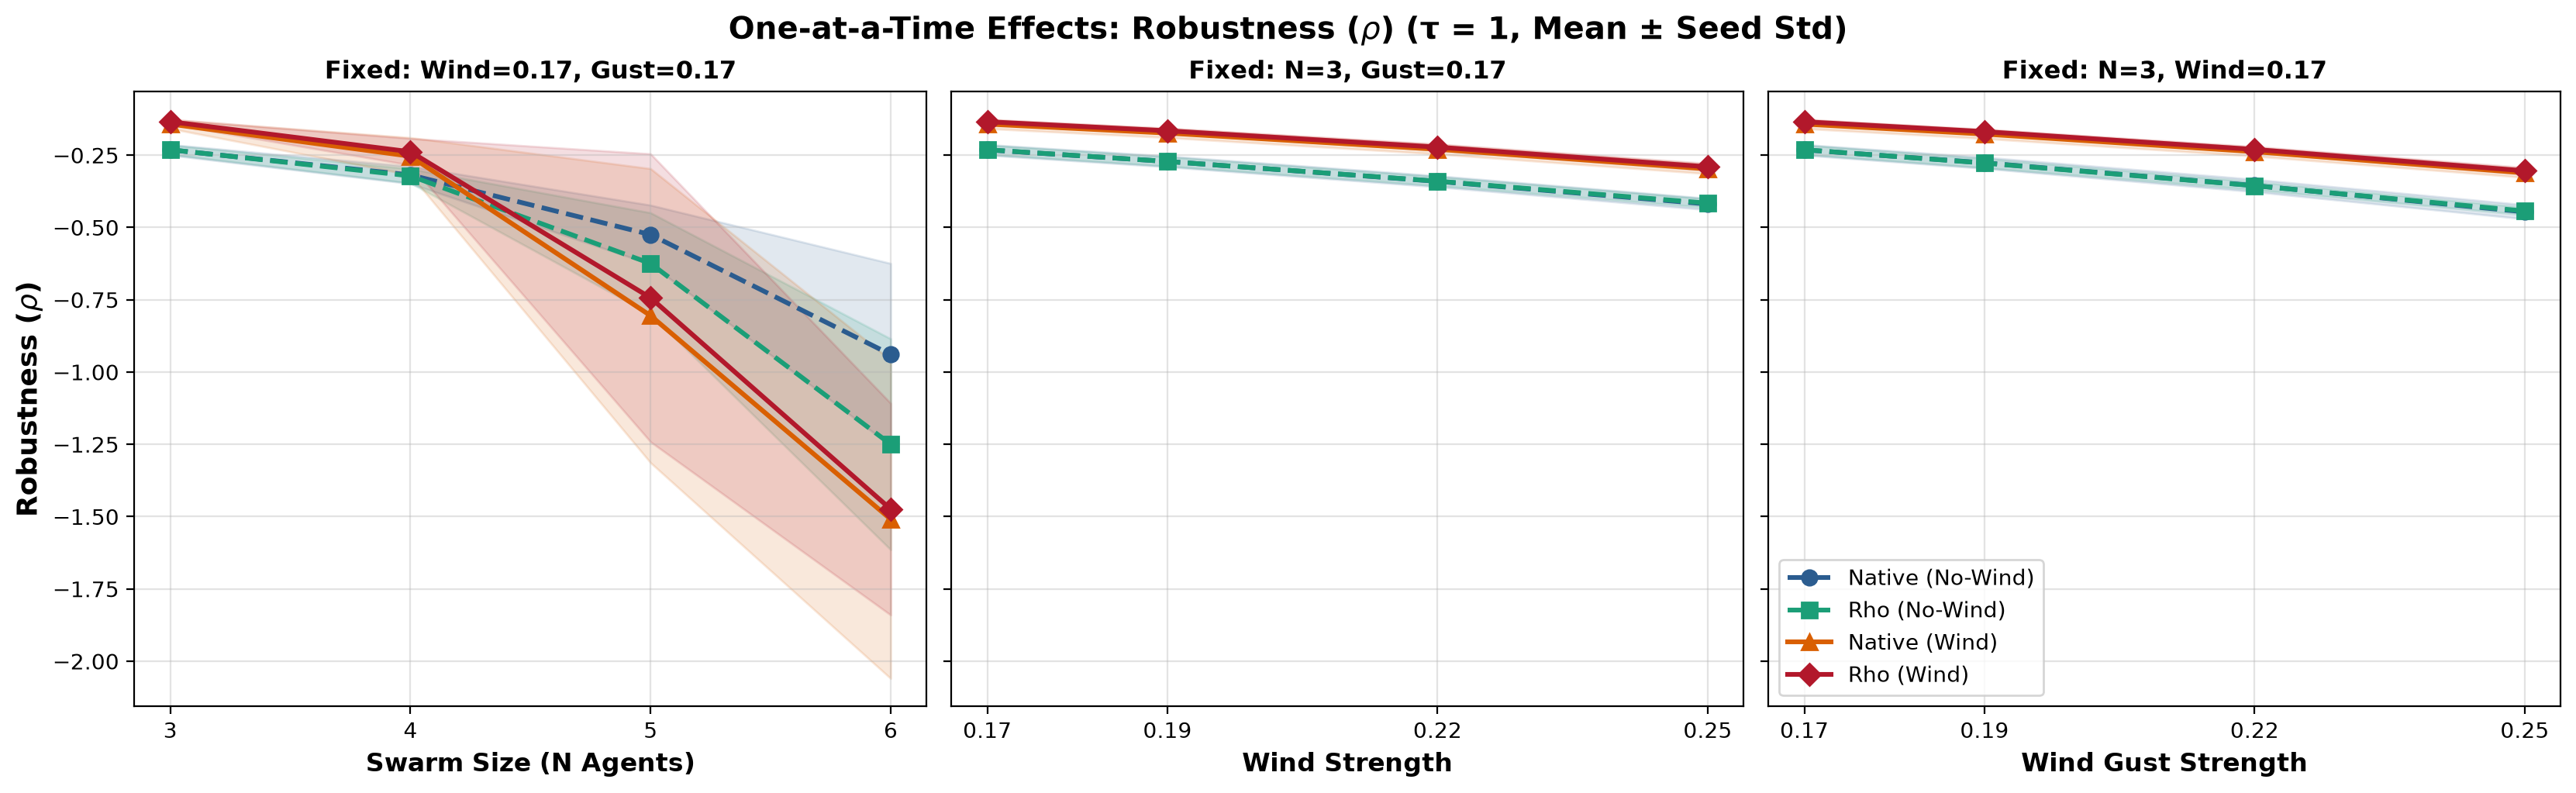 One-at-a-Time Effects: Robustness (ρ) (τ = 1, Mean ± Seed Std)
Fixed: Wind=0.17, Gust=0.17
Fixed: N=3, Gust=0.17
Fixed: N=3, Wind=0.17
Robustness (ρ)
−0.25
−0.50
−0.75
−1.00
−1.25
−1.50
−1.75
−2.00
3 4 5 6
Swarm Size (N Agents)
0.17 0.19 0.22 0.25
Wind Strength
Native (No-Wind)
Rho (No-Wind)
Native (Wind)
Rho (Wind)
0.17 0.19 0.22 0.25
Wind Gust Strength